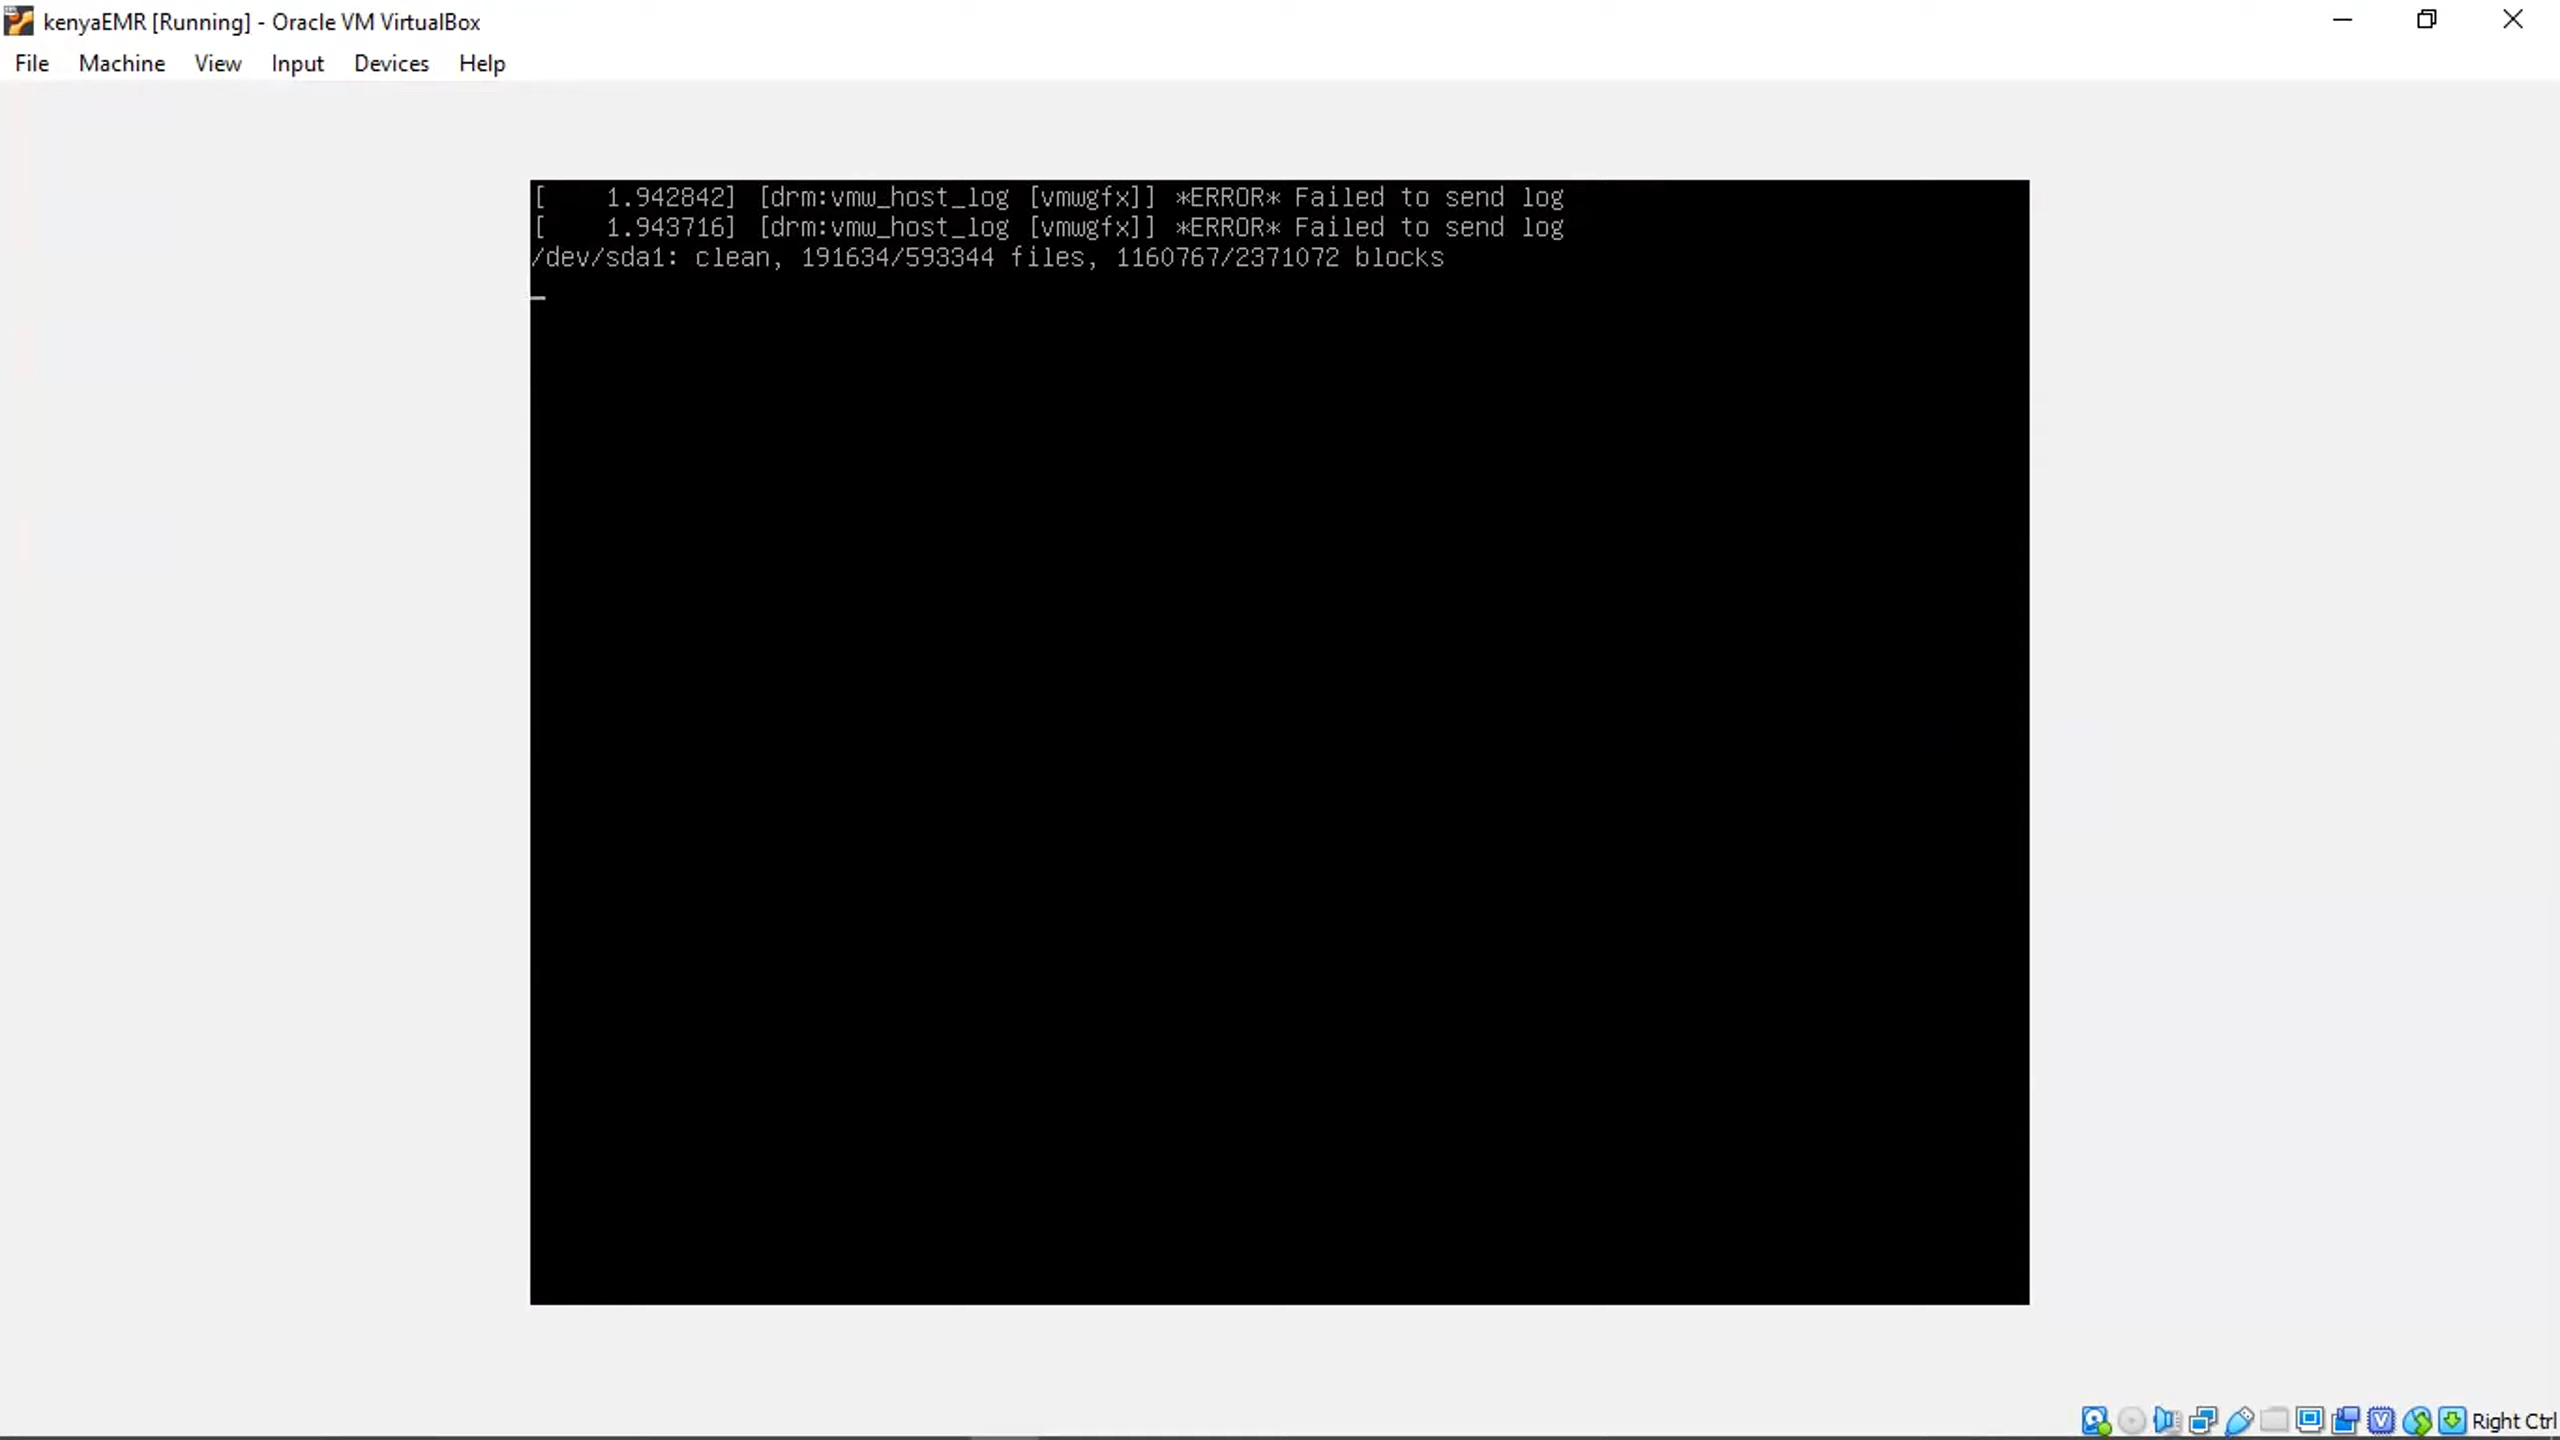 kenyaEMR [Running] - Oracle VM VirtualBox
File Machine View Input Devices Help
[    1.942842] [drm:vmw_host_log [vmwgfx]] *ERROR* Failed to send log
[    1.943716] [drm:vmw_host_log [vmwgfx]] *ERROR* Failed to send log
/dev/sda1: clean, 191634/593344 files, 1160767/2371072 blocks
Right Ctrl